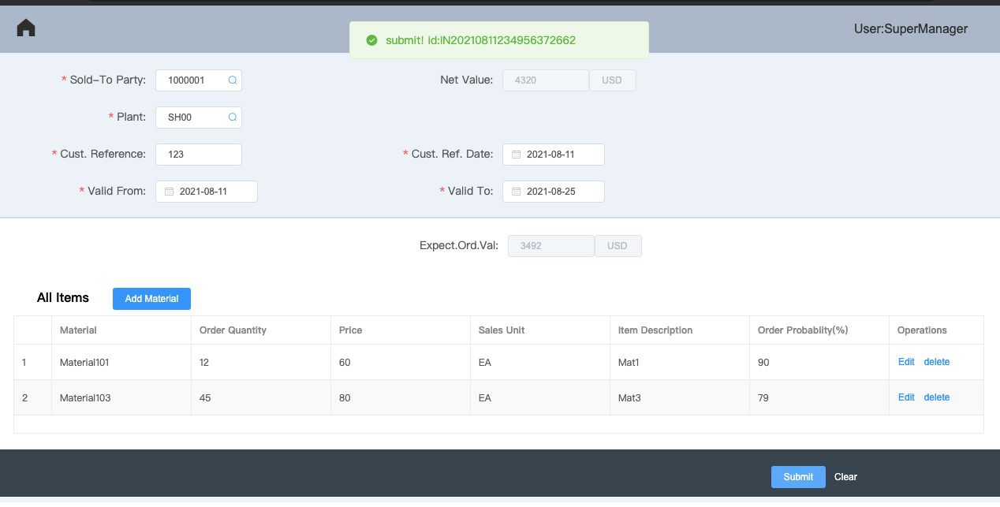 User:SuperManager
submit! id:IN20210811234956372662
* Sold-To Party: 1000001 Net Value: 4320 USD
* Plant: SH00
* Cust. Reference: 123 * Cust. Ref. Date: 2021-08-11
* Valid From: 2021-08-11 * Valid To: 2021-08-25
Expect.Ord.Val: 3492 USD
All Items Add Material
Material Order Quantity Price Sales Unit Item Description Order Probabiity(%) Operations
1 Material101 12 60 EA Mat1 90 Edit delete
2 Material103 45 80 EA Mat3 79 Edit delete
Submit Clear